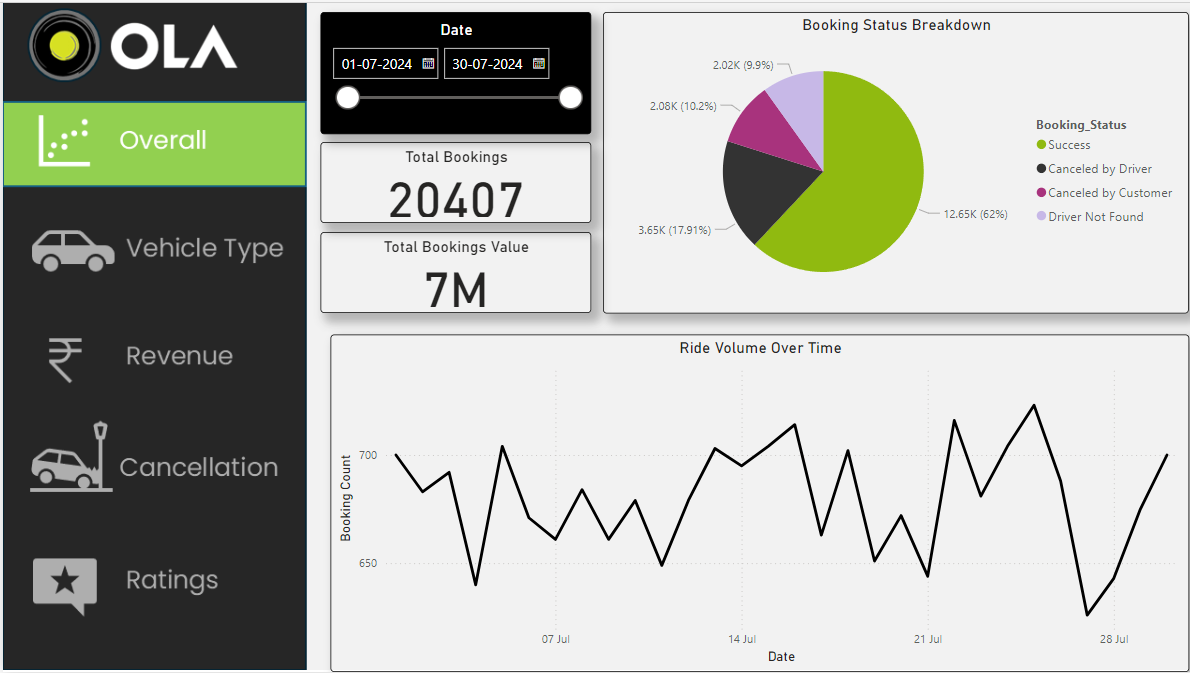 OLA
Overall
Vehicle Type
Revenue
Cancellation
Ratings
Date
01-07-2024
30-07-2024
Total Bookings
20407
Total Bookings Value
7M
Booking Status Breakdown
2.02K (9.9%)
2.08K (10.2%)
3.65K (17.91%)
12.65K (62%)
Booking_Status
Success
Canceled by Driver
Canceled by Customer
Driver Not Found
Ride Volume Over Time
Booking Count
700
650
07 Jul
14 Jul
21 Jul
28 Jul
Date